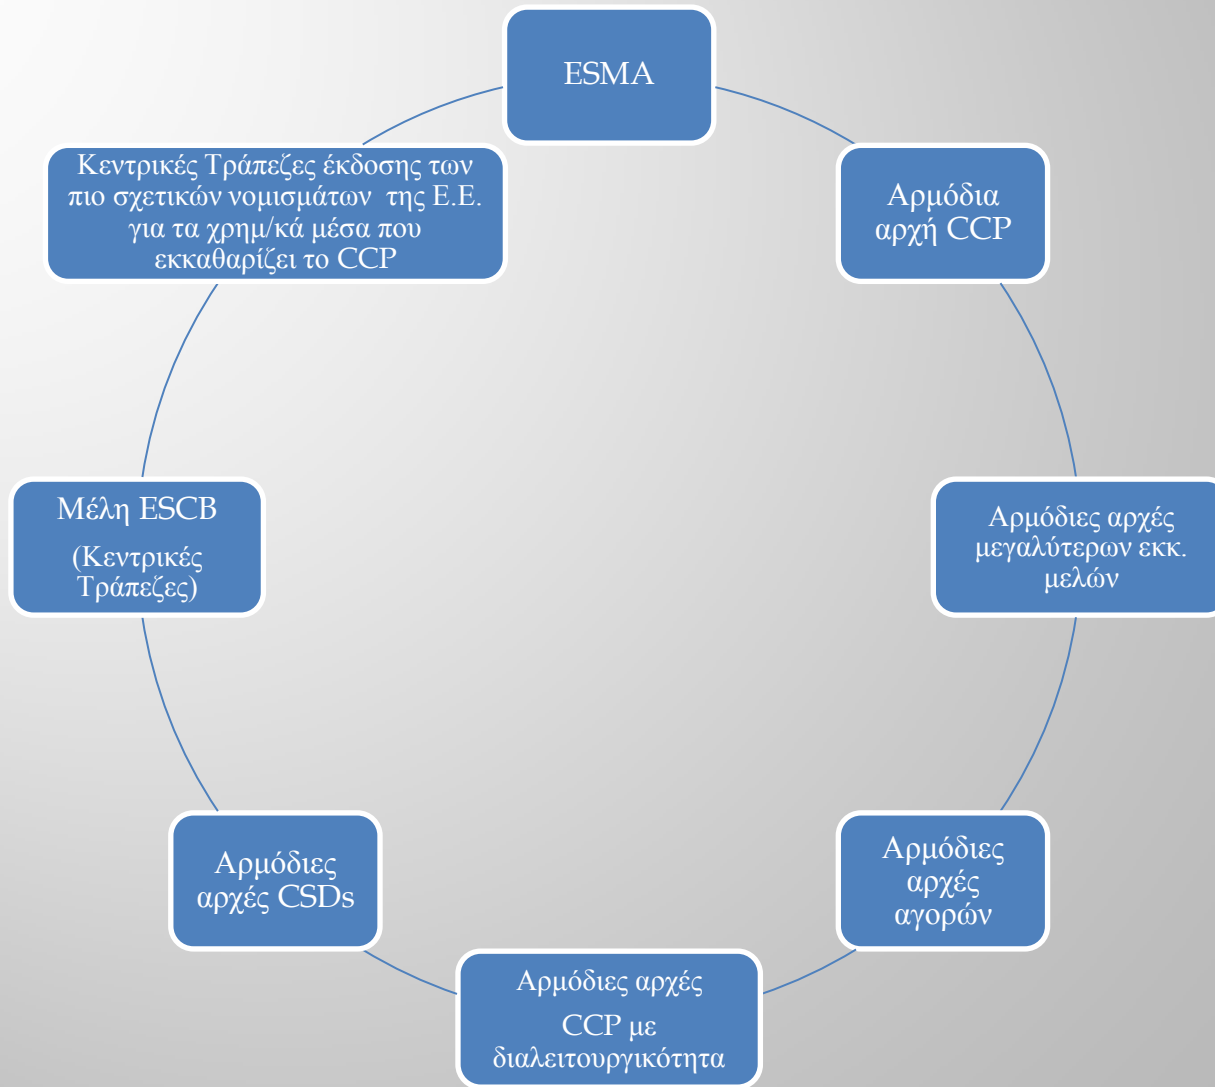 ESMA
Αρμόδια
αρχή CCP
Αρμόδιες αρχές
μεγαλύτερων εκκ.
μελών
Αρμόδιες
αρχές
αγορών
Αρμόδιες αρχές
CCP με
διαλειτουργικότητα
Αρμόδιες
αρχές CSDs
Μέλη ESCB
(Κεντρικές
Τράπεζες)
Κεντρικές Τράπεζες έκδοσης των
πιο σχετικών νομισμάτων της Ε.Ε.
για τα χρημ/κά μέσα που
εκκαθαρίζει το CCP